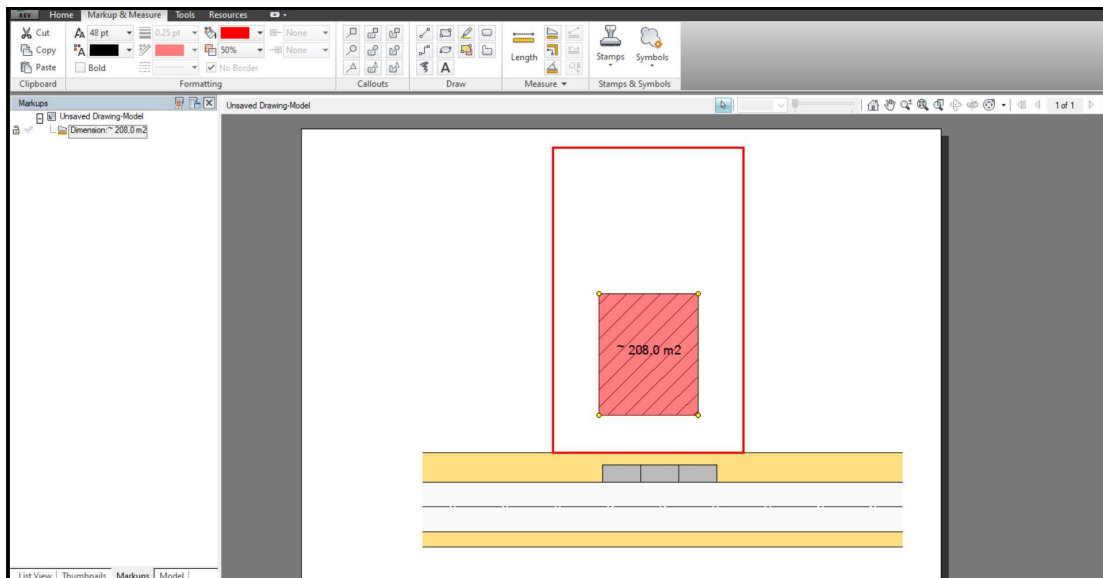 REV Home Markup & Measure Tools Resources
Cut 48 pt 0.25 pt None
Copy 50% None
Paste Bold No Border
Length Stamps Symbols
Clipboard Formatting Callouts Draw Measure Stamps & Symbols
Markups Unsaved Drawing-Model 1 of 1
Unsaved Drawing-Model
Dimension:~ 208,0 m2
~ 208,0 m2
List View Thumbnails Markups Model